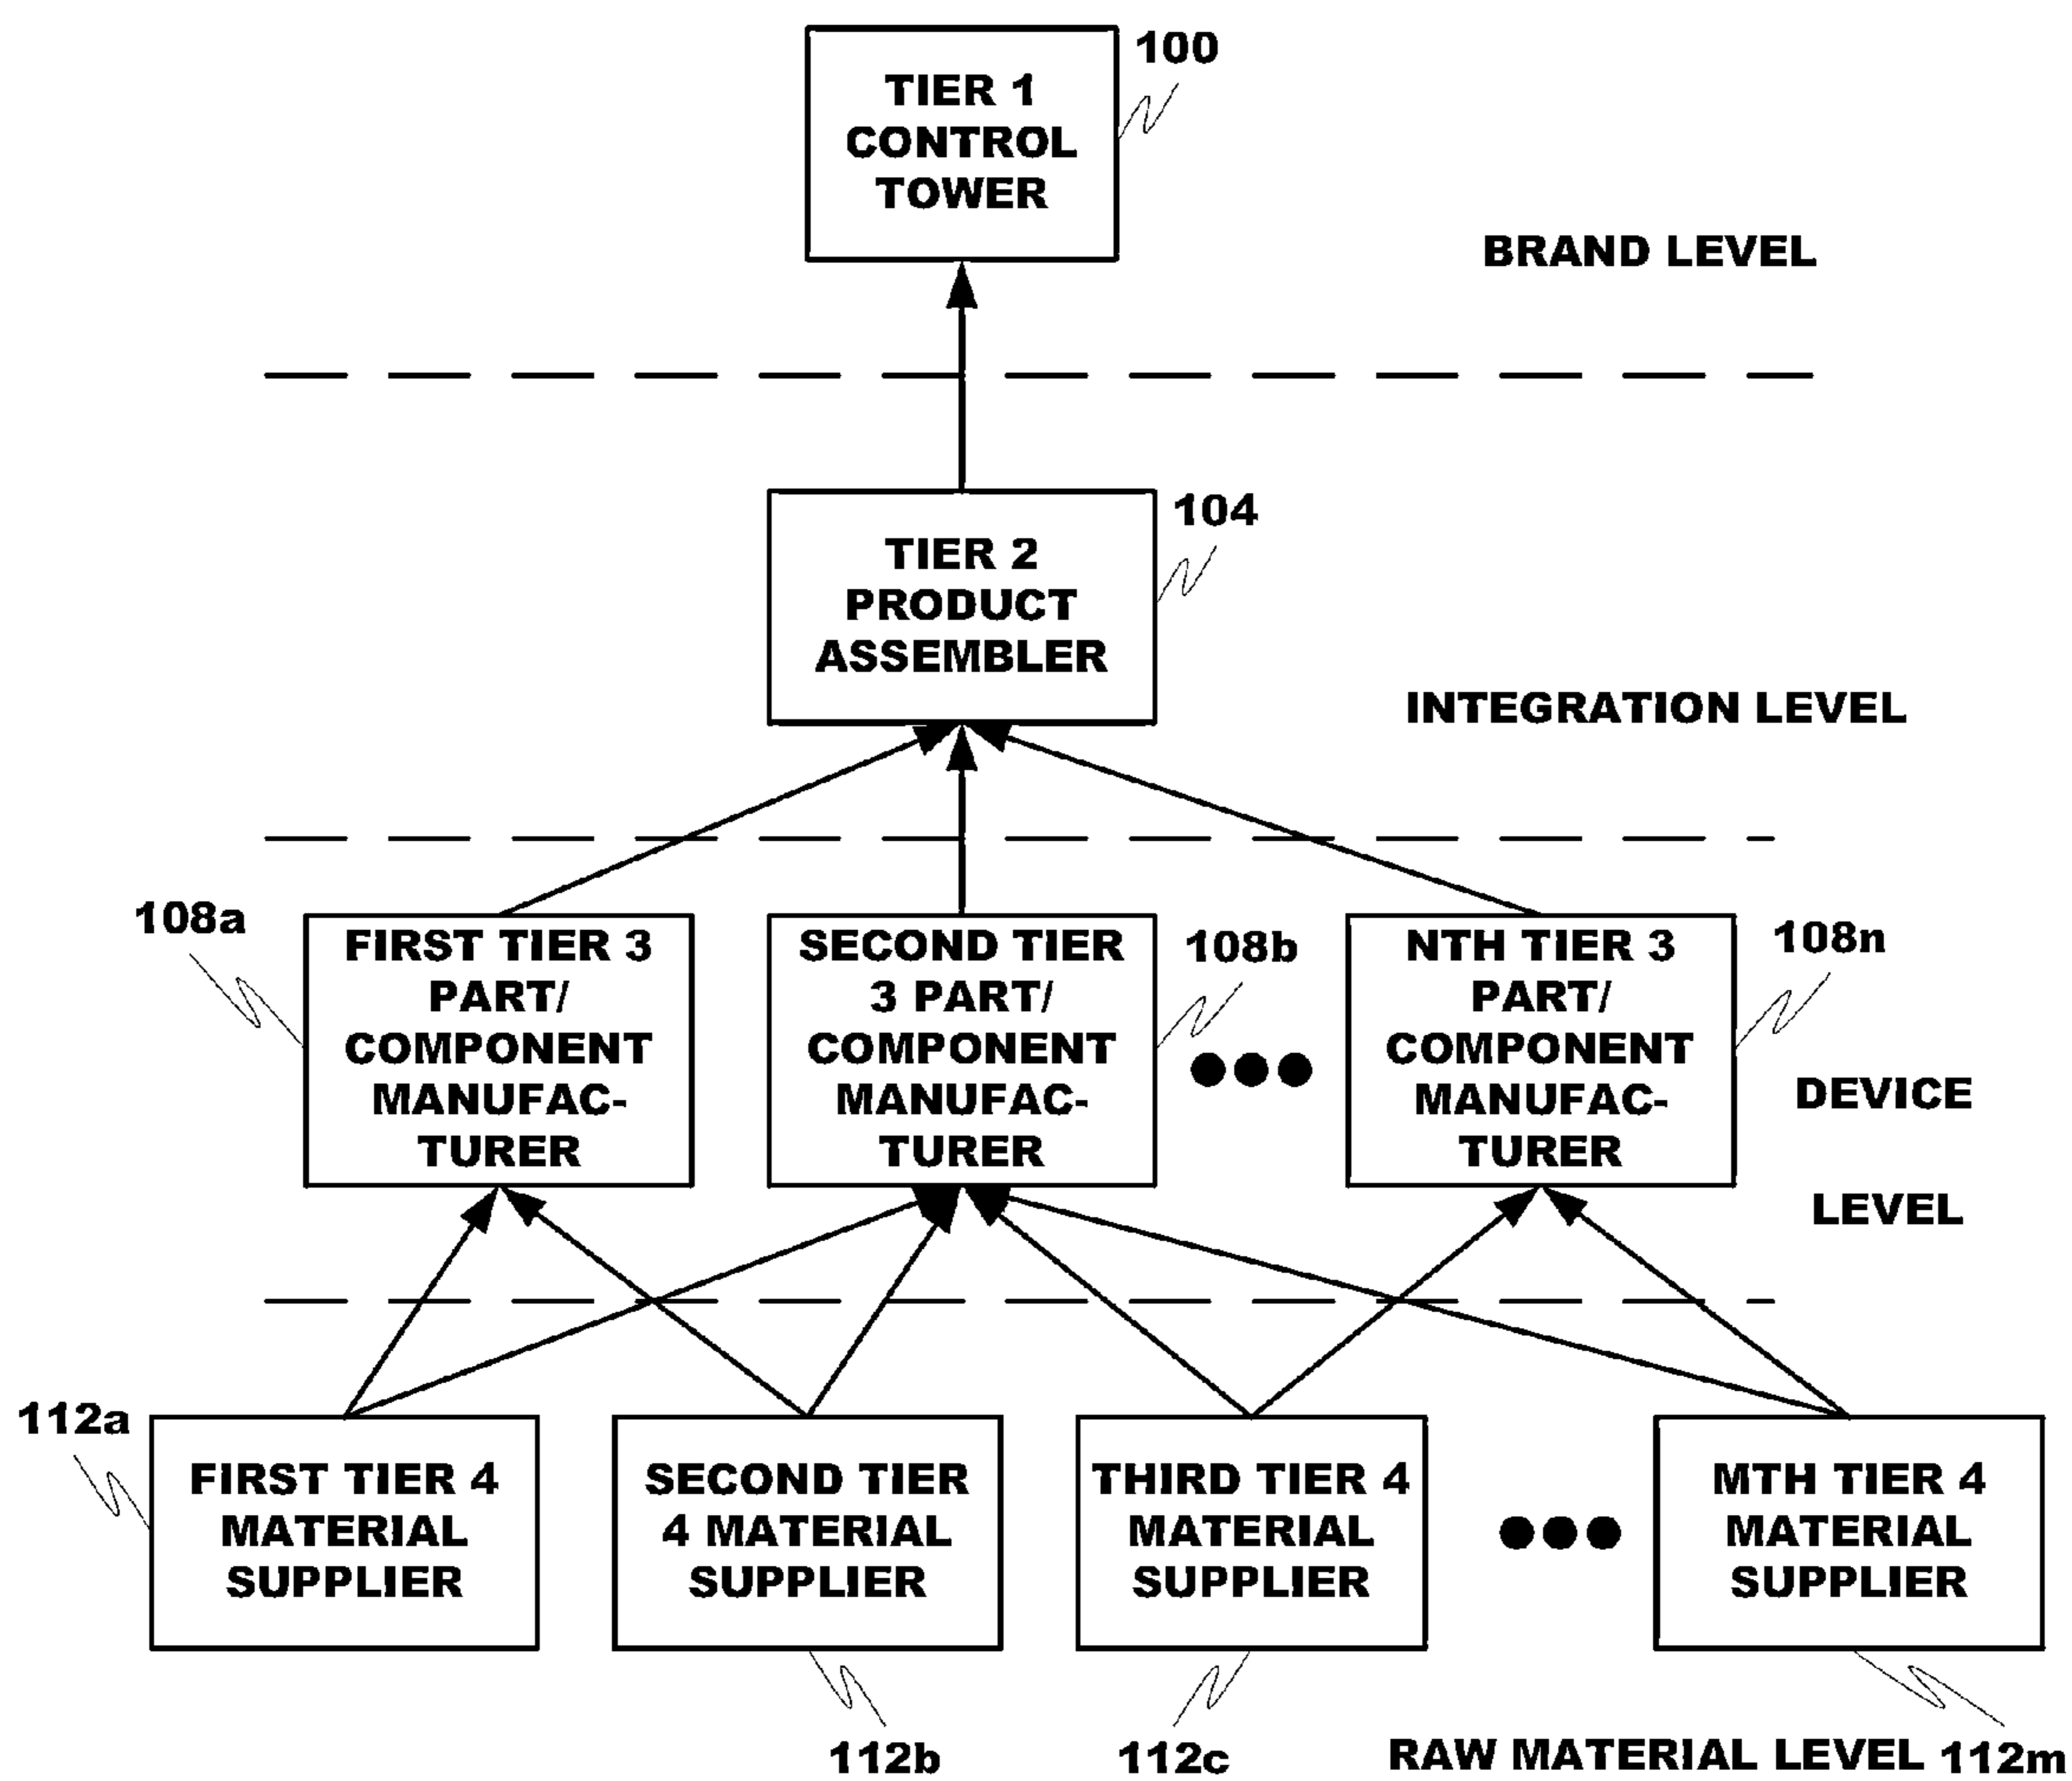 100
TIER 1
CONTROL
TOWER
BRAND LEVEL
104
TIER 2
PRODUCT
ASSEMBLER
INTEGRATION LEVEL
108a
FIRST TIER 3
PART/
COMPONENT
MANUFAC-
TURER
SECOND TIER
3 PART/
COMPONENT
MANUFAC-
TURER
108b
NTH TIER 3
PART/
COMPONENT
MANUFAC-
TURER
108n
DEVICE
LEVEL
112a
FIRST TIER 4
MATERIAL
SUPPLIER
SECOND TIER
4 MATERIAL
SUPPLIER
THIRD TIER 4
MATERIAL
SUPPLIER
MTH TIER 4
MATERIAL
SUPPLIER
112b
112c
RAW MATERIAL LEVEL
112m